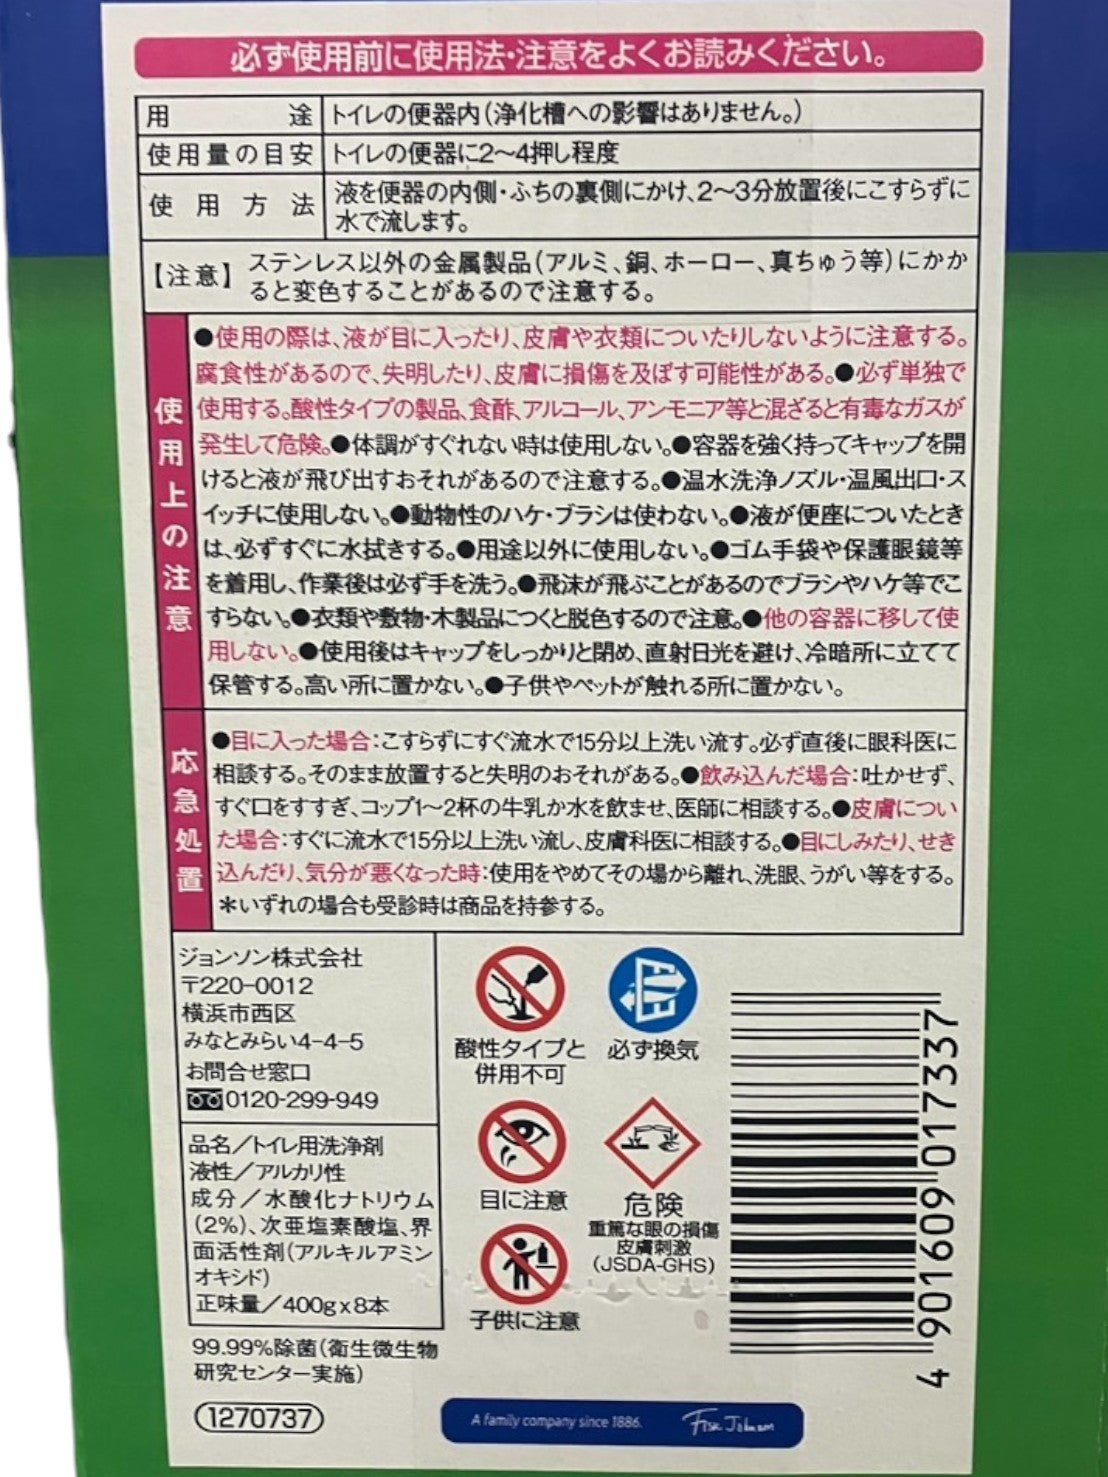 必ず使用前に使用法・注意をよくお読みください。
用途 トイレの便器内(浄化槽への影響はありません。)
使用量の目安 トイレの便器に2〜4押し程度
使用方法 液を便器の内側・ふちの裏側にかけ、2〜3分放置後にこすらずに
水で流します。
【注意】 ステンレス以外の金属製品(アルミ、銅、ホーロー、真ちゅう等)にかか
ると変色することがあるので注意する。
使用上の注意
●使用の際は、液が目に入ったり、皮膚や衣類についたりしないように注意する。
腐食性があるので、失明したり、皮膚に損傷を及ぼす可能性がある。●必ず単独で
使用する。酸性タイプの製品、食酢、アルコール、アンモニア等と混ざると有毒なガスが
発生して危険。●体調がすぐれない時は使用しない。●容器を強く持ってキャップを開
けると液が飛び出すおそれがあるので注意する。●温水洗浄ノズル・温風出口・ス
イッチに使用しない。●動物性のハケ・ブラシは使わない。●液が便座についたとき
は、必ずすぐに水拭きする。●用途以外に使用しない。●ゴム手袋や保護眼鏡等
を着用し、作業後は必ず手を洗う。●飛沫が飛ぶことがあるのでブラシやハケ等でこ
すらない。●衣類や敷物・木製品につくと脱色するので注意。●他の容器に移して使
用しない。●使用後はキャップをしっかりと閉め、直射日光を避け、冷暗所に立てて
保管する。高い所に置かない。●子供やペットが触れる所に置かない。
応急処置
●目に入った場合:こすらずにすぐ流水で15分以上洗い流す。必ず直後に眼科医に
相談する。そのまま放置すると失明のおそれがある。●飲み込んだ場合:吐かせず、
すぐ口をすすぎ、コップ1〜2杯の牛乳か水を飲ませ、医師に相談する。●皮膚につい
た場合:すぐに流水で15分以上洗い流し、皮膚科医に相談する。●目にしみたり、せき
込んだり、気分が悪くなった時:使用をやめてその場から離れ、洗眼、うがい等をする。
＊いずれの場合も受診時は商品を持参する。
ジョンソン株式会社
〒220-0012
横浜市西区
みなとみらい4-4-5
お問合せ窓口
0120-299-949
品名/トイレ用洗浄剤
液性/アルカリ性
成分/水酸化ナトリウム
(2%)、次亜塩素酸塩、界
面活性剤(アルキルアミン
オキシド)
正味量/400g×8本
99.99%除菌(衛生微生物
研究センター実施)
1270737
酸性タイプと
併用不可
必ず換気
目に注意
危険
重篤な眼の損傷
皮膚刺激
(JSDA-GHS)
子供に注意
4 901609 017337
A family company since 1886.
Fisk Johnson